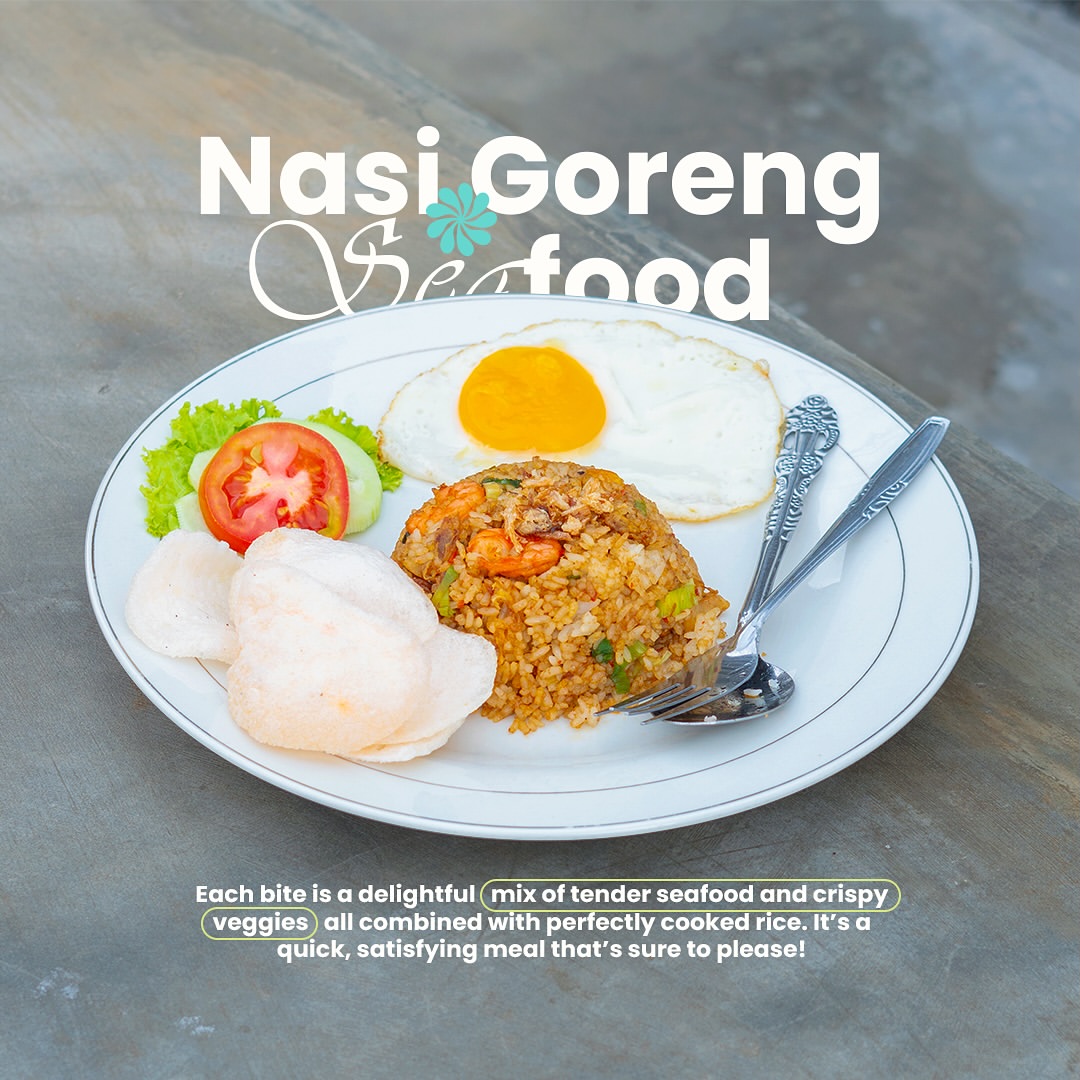 Nasi Goreng
Seafood
Each bite is a delightful mix of tender seafood and crispy
veggies all combined with perfectly cooked rice. It’s a
quick, satisfying meal that’s sure to please!